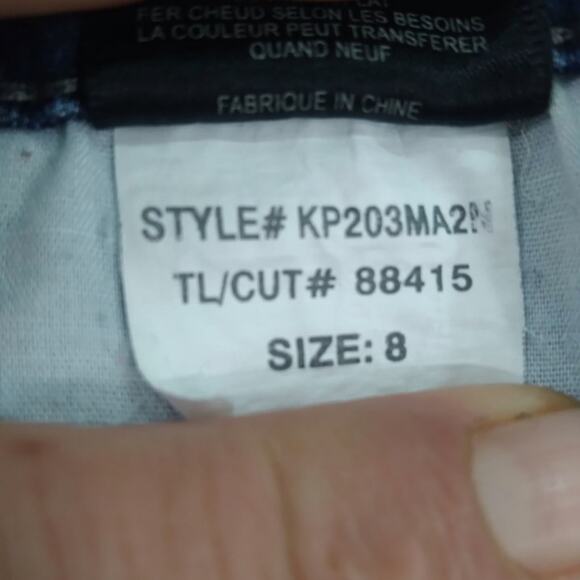 FER CHEUD SELON LES BESOINS
LA COULEUR PEUT TRANSFERER
QUAND NEUF
FABRIQUE IN CHINE
STYLE# KP203MA2
TL/CUT# 88415
SIZE: 8